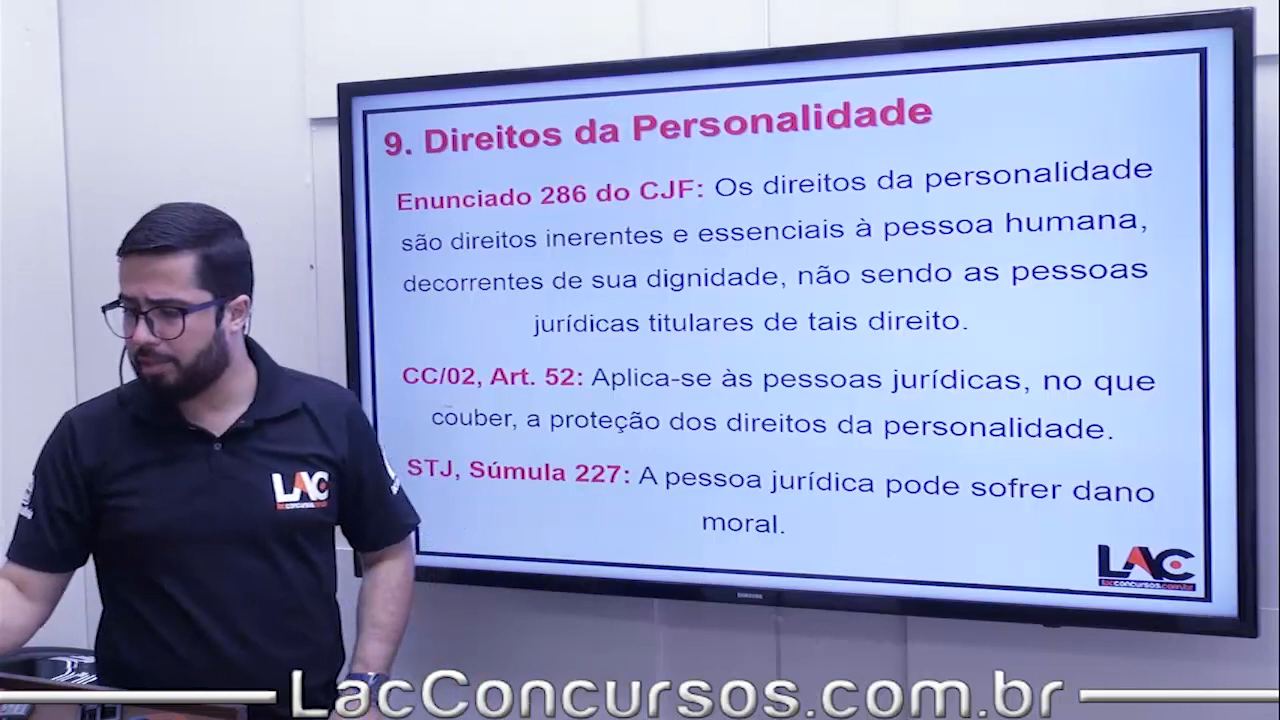 9. Direitos da Personalidade
Enunciado 286 do CJF: Os direitos da personalidade
são direitos inerentes e essenciais à pessoa humana,
decorrentes de sua dignidade, não sendo as pessoas
jurídicas titulares de tais direito.
CC/02, Art. 52: Aplica-se às pessoas jurídicas, no que
couber, a proteção dos direitos da personalidade.
STJ, Súmula 227: A pessoa jurídica pode sofrer dano
moral.
LAC
lacconcursos.com.br
SAMSUNG
LAC
LacConcursos.com.br